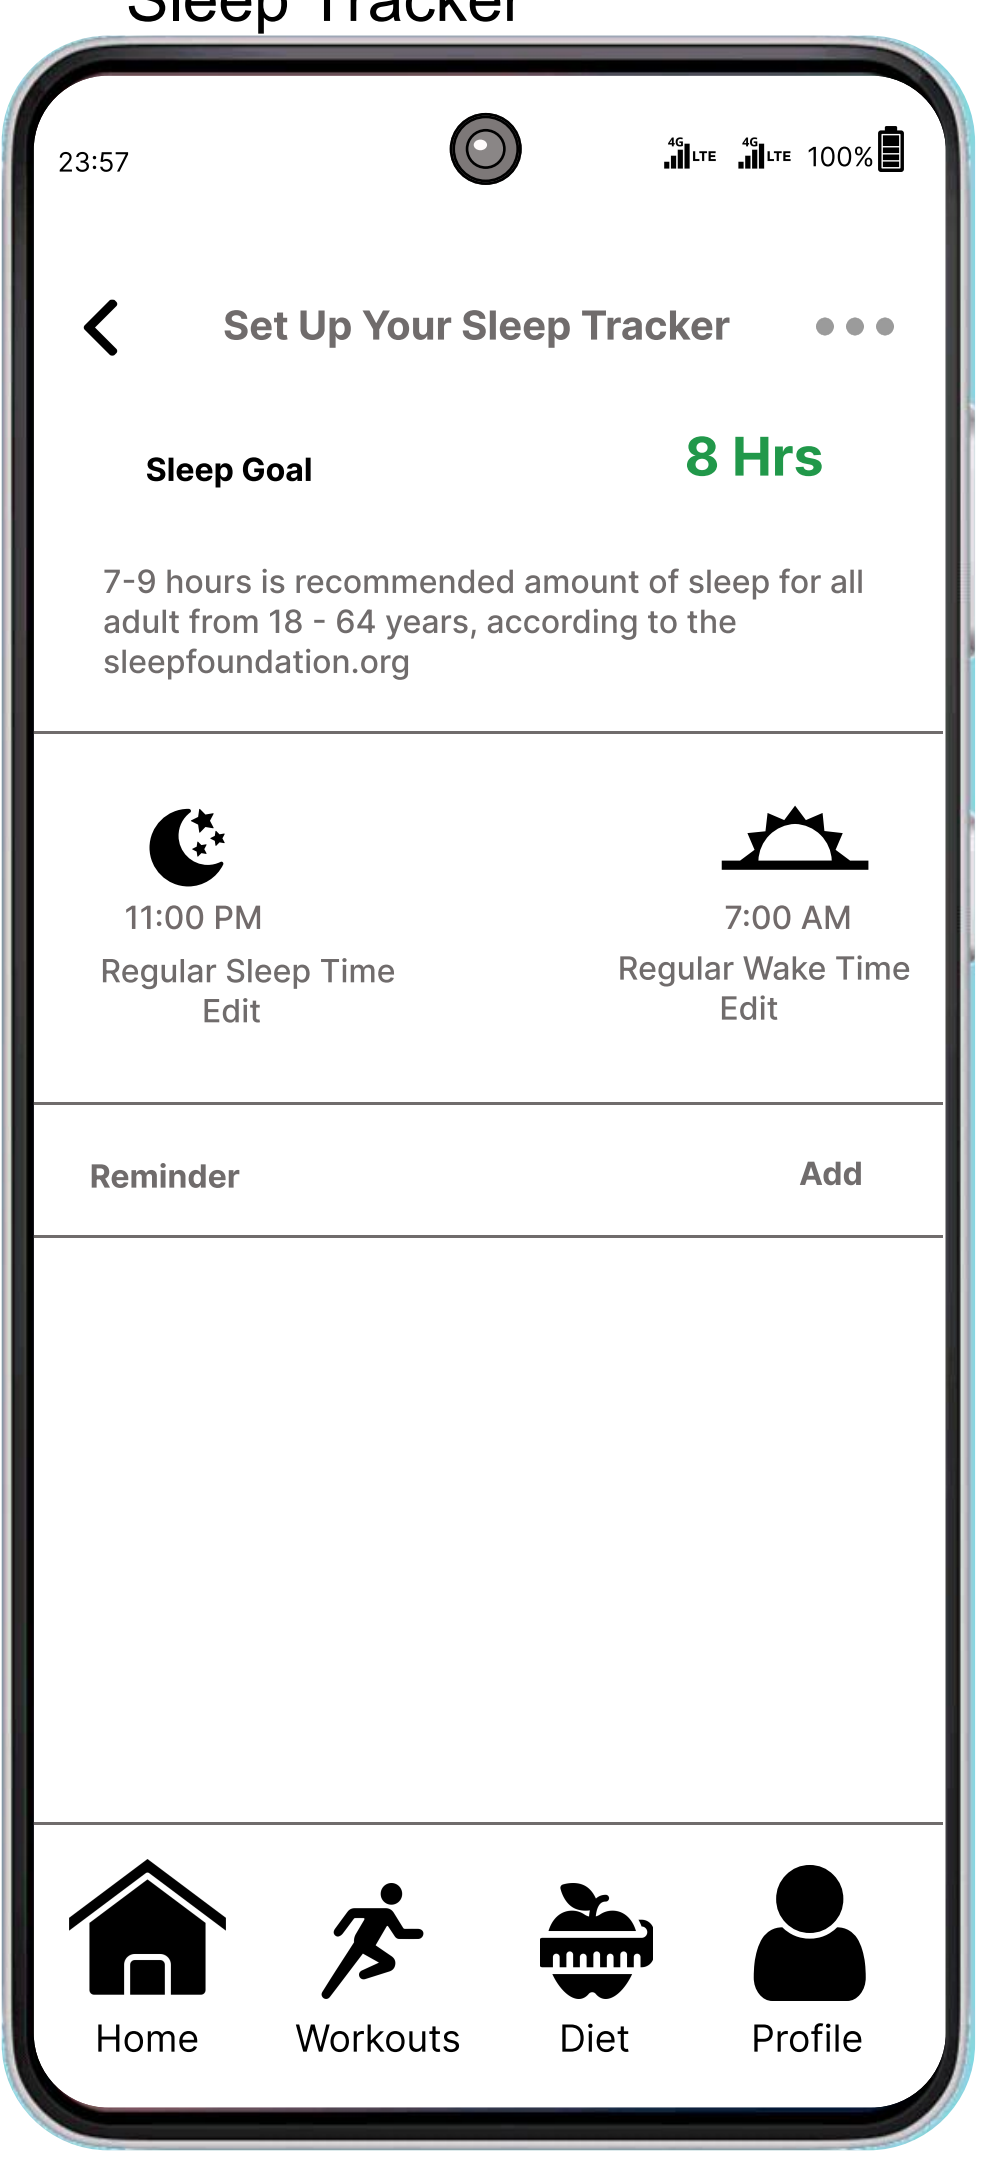 Sleep Tracker
23:57
4G LTE 4G LTE 100%
Set Up Your Sleep Tracker
Sleep Goal
8 Hrs
7-9 hours is recommended amount of sleep for all
adult from 18 - 64 years, according to the
sleepfoundation.org
11:00 PM
Regular Sleep Time
Edit
7:00 AM
Regular Wake Time
Edit
Reminder
Add
Home
Workouts
Diet
Profile